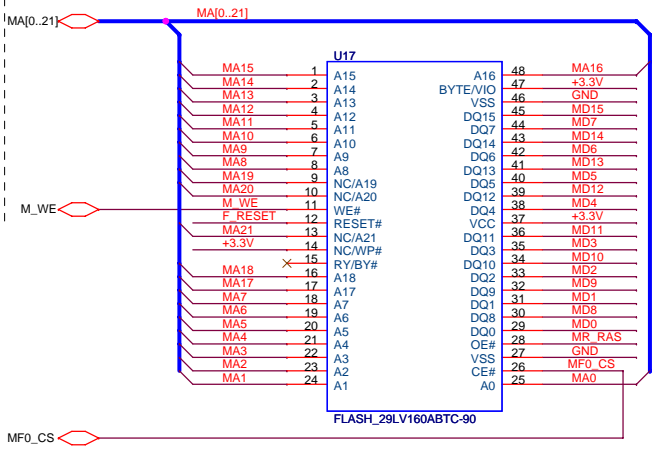 MA[0..21]
MA[0..21]
U17
MA15 1 A15 A16 48 MA16
MA14 2 A14 BYTE/VIO 47 +3.3V
MA13 3 A13 VSS 46 GND
MA12 4 A12 DQ15 45 MD15
MA11 5 A11 DQ7 44 MD7
MA10 6 A10 DQ14 43 MD14
MA9 7 A9 DQ6 42 MD6
MA8 8 A8 DQ13 41 MD13
MA19 9 NC/A19 DQ5 40 MD5
MA20 10 NC/A20 DQ12 39 MD12
M_WE M_WE 11 WE# DQ4 38 MD4
F_RESET 12 RESET# VCC 37 +3.3V
MA21 13 NC/A21 DQ11 36 MD11
+3.3V 14 NC/WP# DQ3 35 MD3
15 RY/BY# DQ10 34 MD10
MA18 16 A18 DQ2 33 MD2
MA17 17 A17 DQ9 32 MD9
MA7 18 A7 DQ1 31 MD1
MA6 19 A6 DQ8 30 MD8
MA5 20 A5 DQ0 29 MD0
MA4 21 A4 OE# 28 MR_RAS
MA3 22 A3 VSS 27 GND
MA2 23 A2 CE# 26 MF0_CS
MA1 24 A1 A0 25 MA0
FLASH_29LV160ABTC-90
MF0_CS